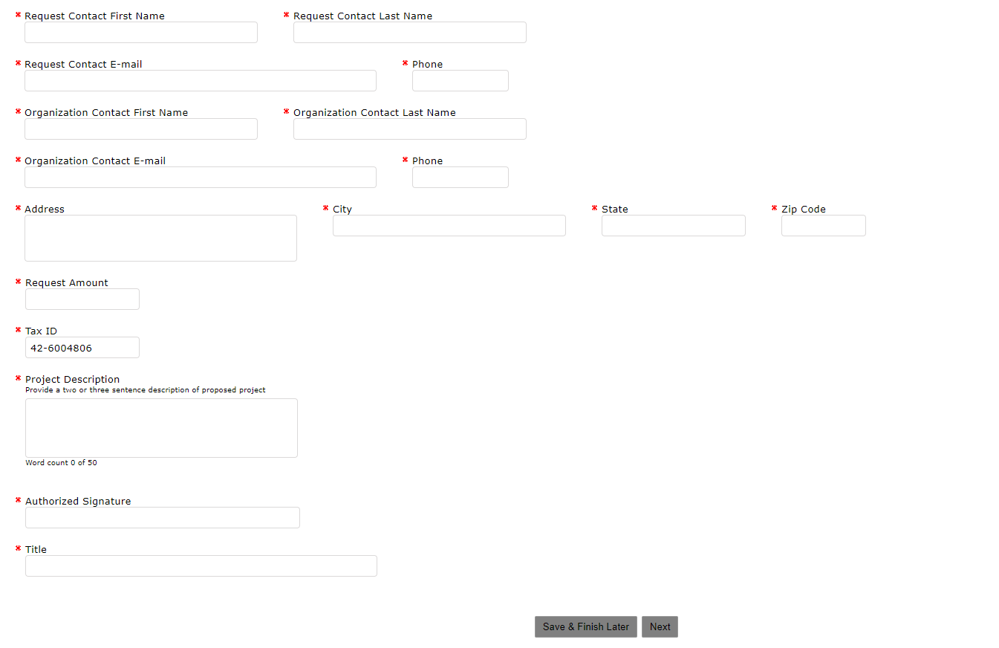 * Request Contact First Name * Request Contact Last Name
* Request Contact E-mail * Phone
* Organization Contact First Name * Organization Contact Last Name
* Organization Contact E-mail * Phone
* Address * City * State * Zip Code
* Request Amount
* Tax ID
42-6004806
* Project Description
Provide a two or three sentence description of proposed project
Word count 0 of 50
* Authorized Signature
* Title
Save & Finish Later Next